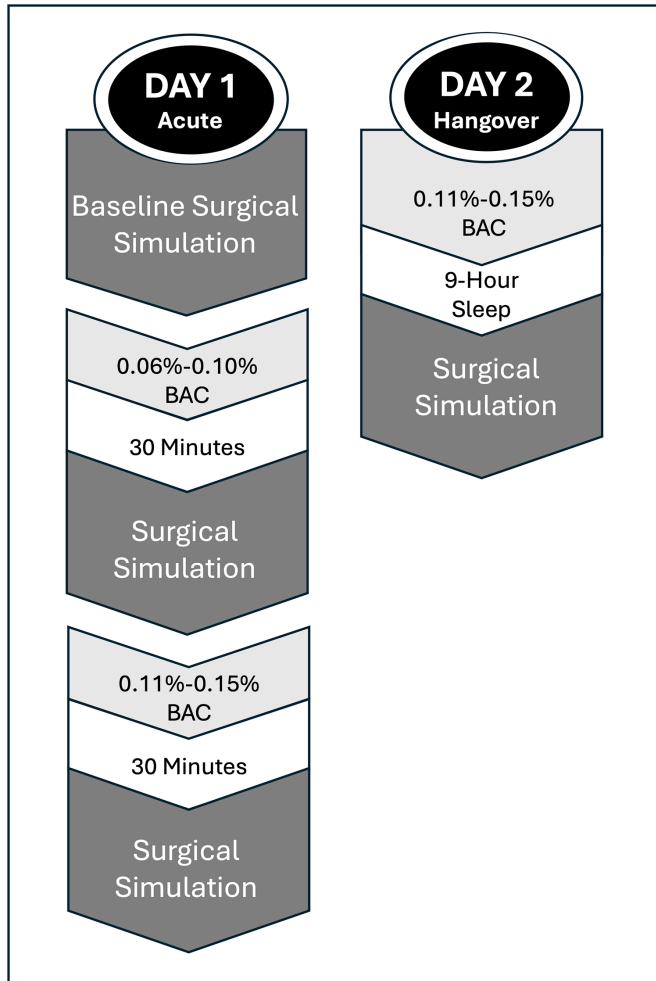 DAY 1
Acute
Baseline Surgical
Simulation
0.06%-0.10%
BAC
30 Minutes
Surgical
Simulation
0.11%-0.15%
BAC
30 Minutes
Surgical
Simulation
DAY 2
Hangover
0.11%-0.15%
BAC
9-Hour
Sleep
Surgical
Simulation